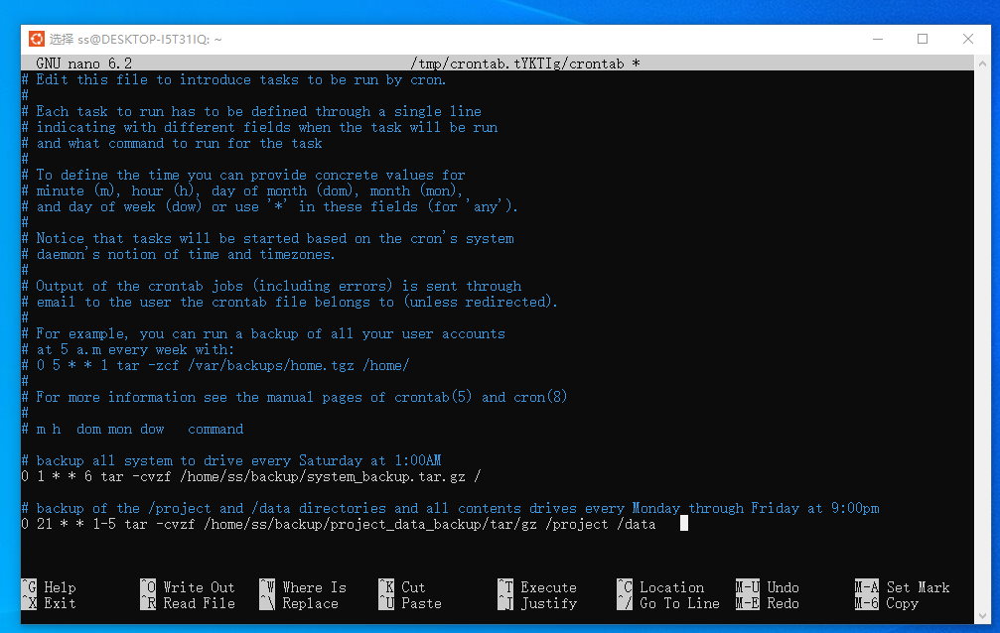 选择 ss@DESKTOP-I5T31IQ: ~
GNU nano 6.2 /tmp/crontab.tYKTIg/crontab *
# Edit this file to introduce tasks to be run by cron.
#
# Each task to run has to be defined through a single line
# indicating with different fields when the task will be run
# and what command to run for the task
#
# To define the time you can provide concrete values for
# minute (m), hour (h), day of month (dom), month (mon),
# and day of week (dow) or use '*' in these fields (for 'any').
#
# Notice that tasks will be started based on the cron's system
# daemon's notion of time and timezones.
#
# Output of the crontab jobs (including errors) is sent through
# email to the user the crontab file belongs to (unless redirected).
#
# For example, you can run a backup of all your user accounts
# at 5 a.m every week with:
# 0 5 * * 1 tar -zcf /var/backups/home.tgz /home/
#
# For more information see the manual pages of crontab(5) and cron(8)
#
# m h  dom mon dow   command
# backup all system to drive every Saturday at 1:00AM
0 1 * * 6 tar -cvzf /home/ss/backup/system_backup.tar.gz /
# backup of the /project and /data directories and all contents drives every Monday through Friday at 9:00pm
0 21 * * 1-5 tar -cvzf /home/ss/backup/project_data_backup/tar/gz /project /data
^G Help ^O Write Out ^W Where Is ^K Cut ^T Execute ^C Location M-U Undo M-A Set Mark
^X Exit ^R Read File ^\ Replace ^U Paste ^J Justify ^/ Go To Line M-E Redo M-6 Copy